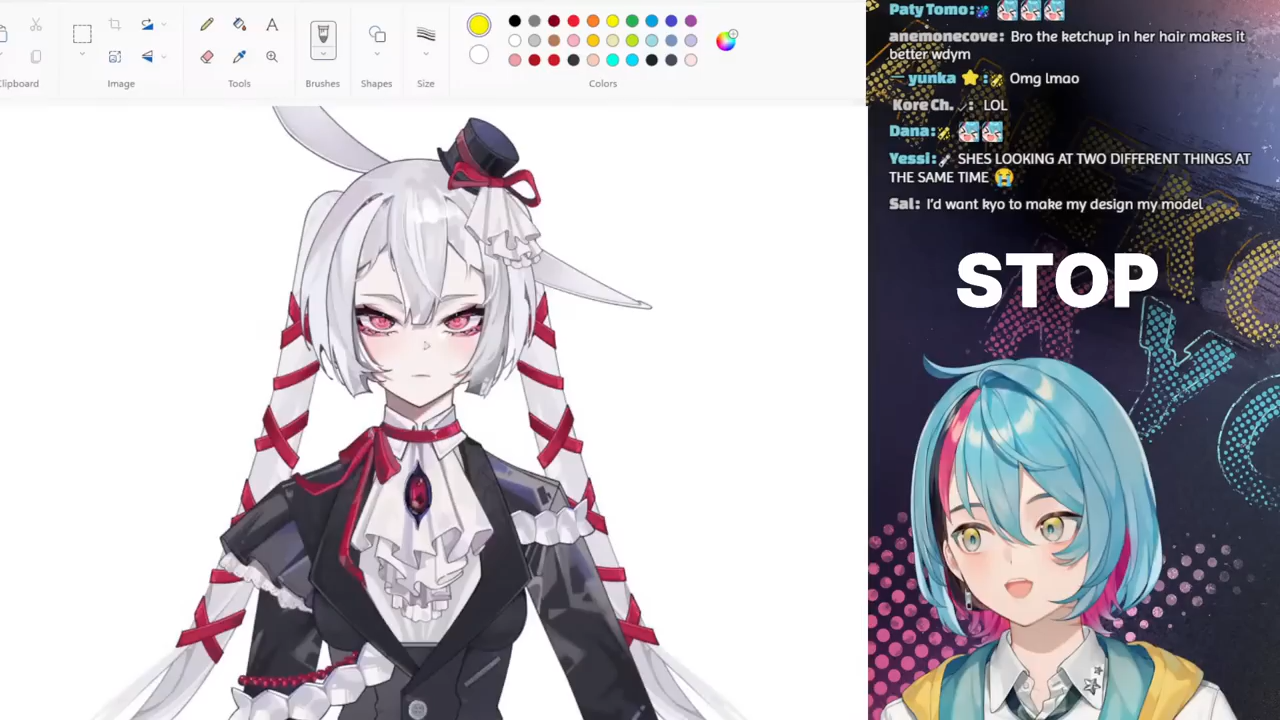 Clipboard
Image
Tools
Brushes
Shapes
Size
Colors
Paty Tomo:
anemonecove: Bro the ketchup in her hair makes it
better wdym
yunka : Omg lmao
Kore Ch. : LOL
Dana:
Yessi: SHES LOOKING AT TWO DIFFERENT THINGS AT
THE SAME TIME 😭
Sal: I'd want kyo to make my design my model
STOP